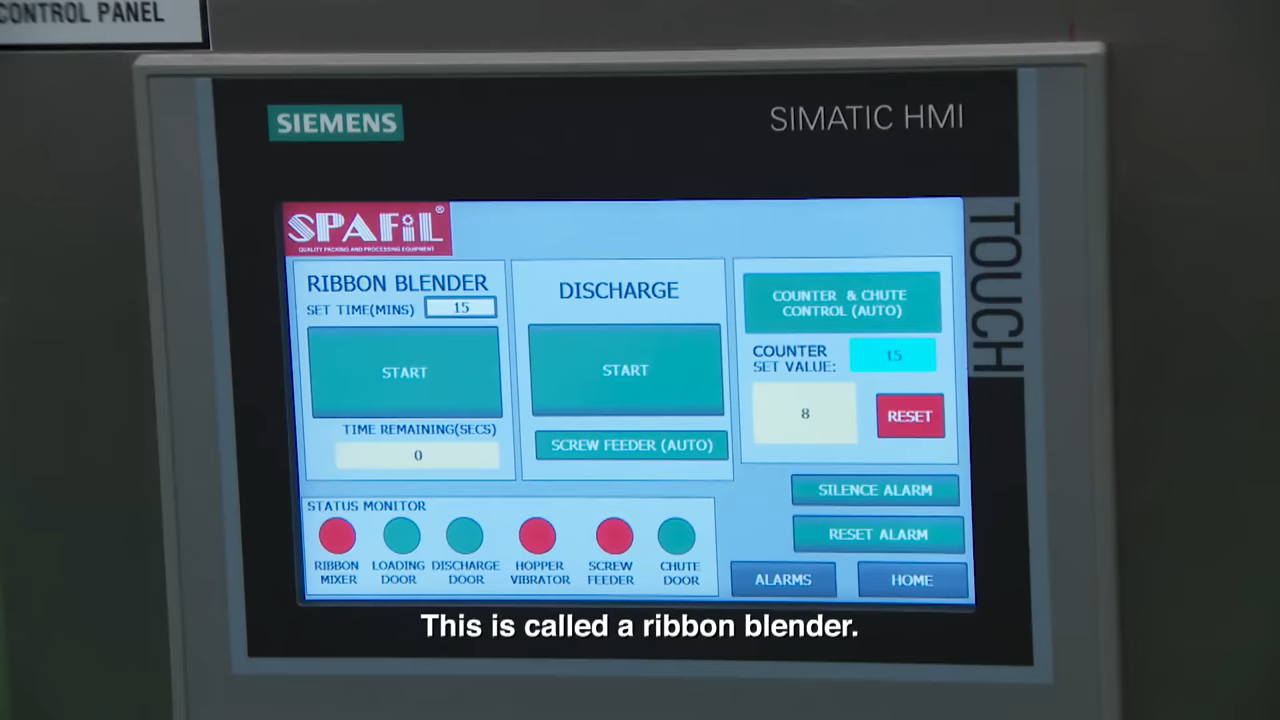 CONTROL PANEL
SIEMENS
SIMATIC HMI
TOUCH
SPAFiL®
QUALITY PACKING AND PROCESSING EQUIPMENT
RIBBON BLENDER
SET TIME(MINS) 15
START
TIME REMAINING(SECS)
0
DISCHARGE
START
SCREW FEEDER (AUTO)
COUNTER & CHUTE
CONTROL (AUTO)
COUNTER
SET VALUE:
15
8
RESET
SILENCE ALARM
RESET ALARM
ALARMS
HOME
STATUS MONITOR
RIBBON
MIXER
LOADING
DOOR
DISCHARGE
DOOR
HOPPER
VIBRATOR
SCREW
FEEDER
CHUTE
DOOR
This is called a ribbon blender.